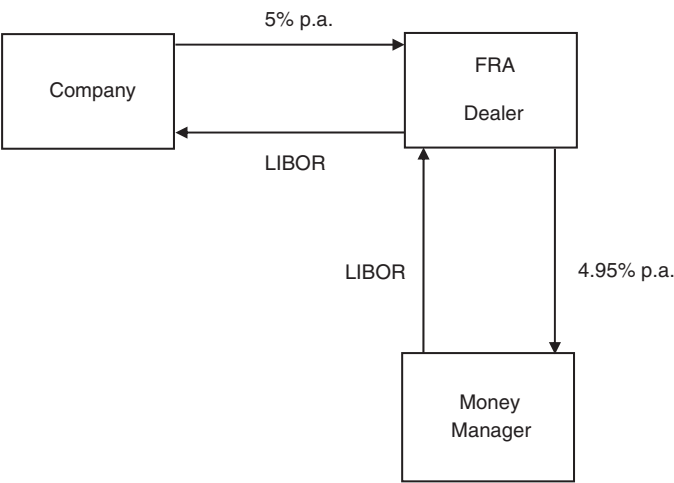 5% p.a.
Company
FRA
Dealer
LIBOR
LIBOR
4.95% p.a.
Money
Manager